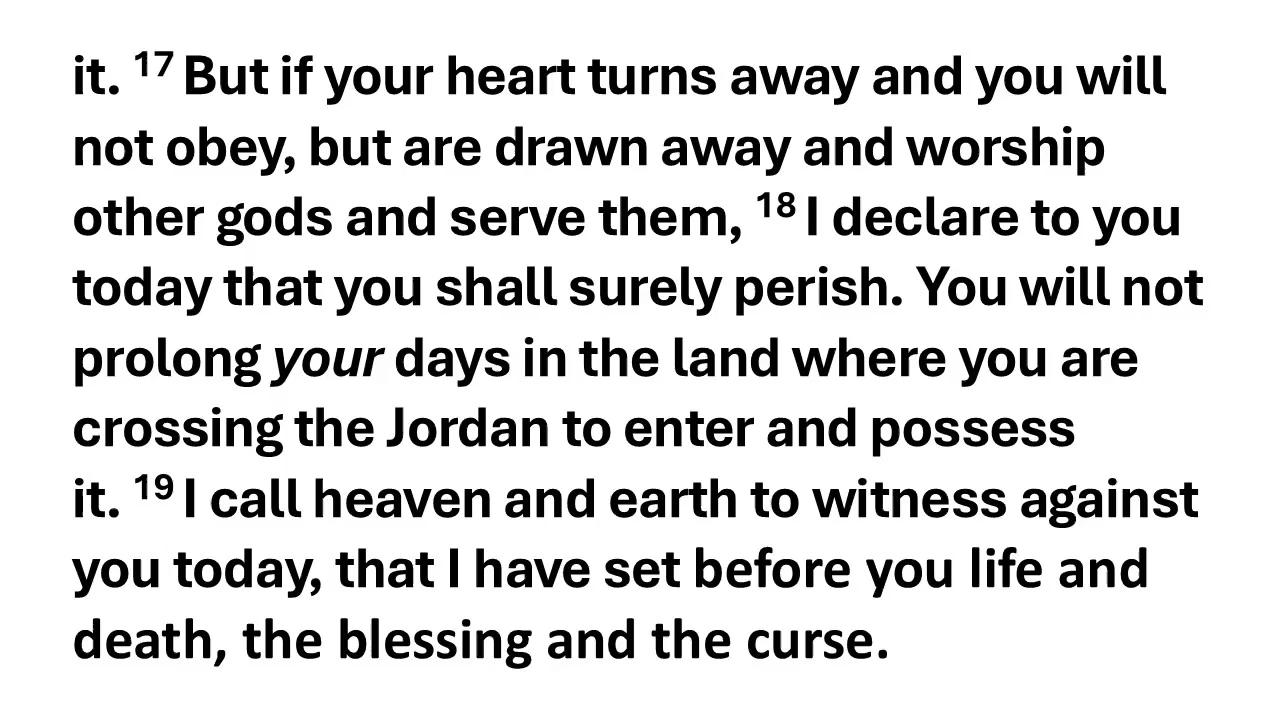 it. 17 But if your heart turns away and you will
not obey, but are drawn away and worship
other gods and serve them, 18 I declare to you
today that you shall surely perish. You will not
prolong your days in the land where you are
crossing the Jordan to enter and possess
it. 19 I call heaven and earth to witness against
you today, that I have set before you life and
death, the blessing and the curse.